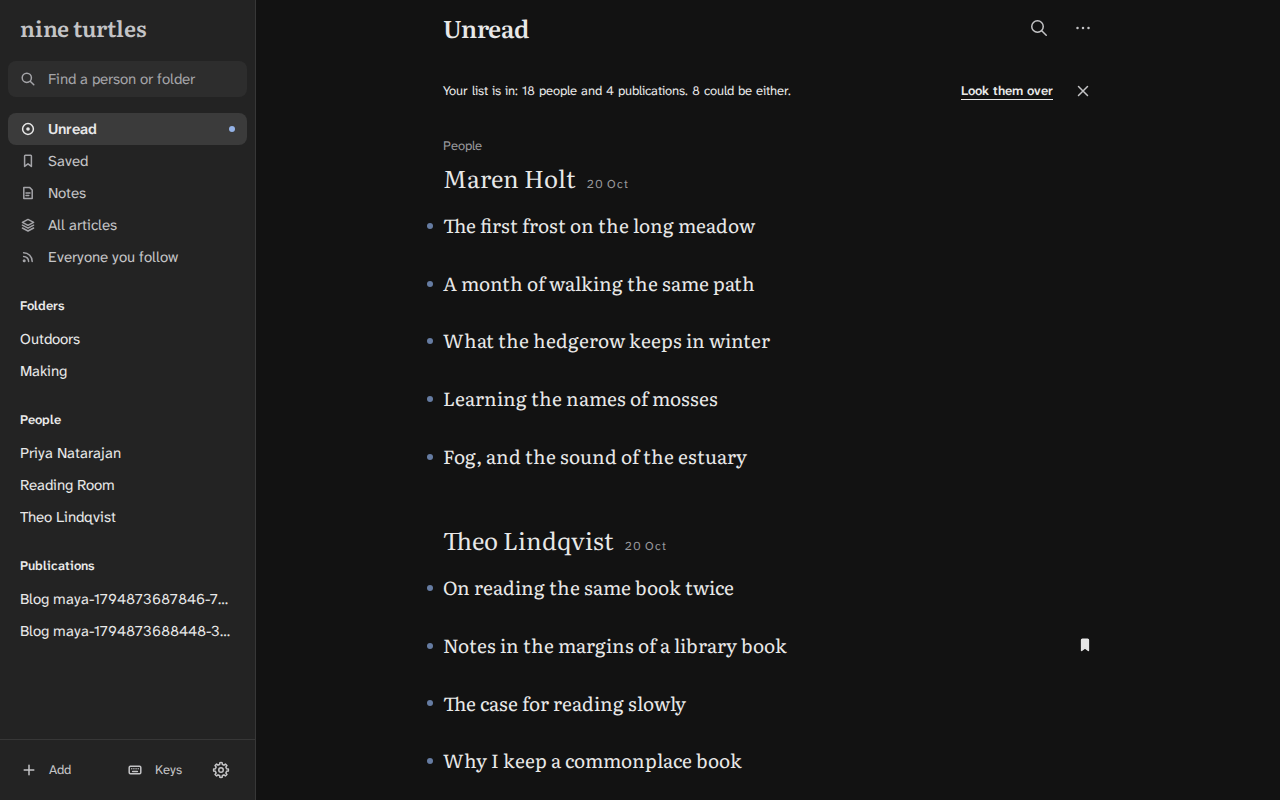 nine turtles
Find a person or folder
Unread
Saved
Notes
All articles
Everyone you follow
Folders
Outdoors
Making
People
Priya Natarajan
Reading Room
Theo Lindqvist
Publications
Blog maya-1794873687846-7...
Blog maya-1794873688448-3...
Add
Keys
Unread
Your list is in: 18 people and 4 publications. 8 could be either.
Look them over
People
Maren Holt 20 Oct
The first frost on the long meadow
A month of walking the same path
What the hedgerow keeps in winter
Learning the names of mosses
Fog, and the sound of the estuary
Theo Lindqvist 20 Oct
On reading the same book twice
Notes in the margins of a library book
The case for reading slowly
Why I keep a commonplace book